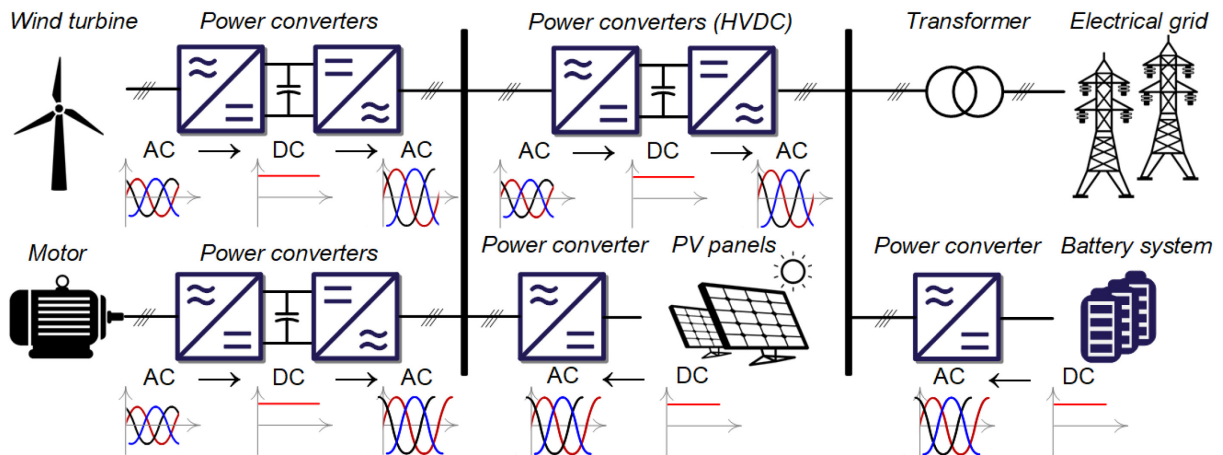 Wind turbine
Power converters
Power converters (HVDC)
Transformer
Electrical grid
AC → DC → AC
AC → DC → AC
Motor
Power converters
Power converter
PV panels
Power converter
Battery system
AC → DC → AC
AC ← DC
AC ← DC